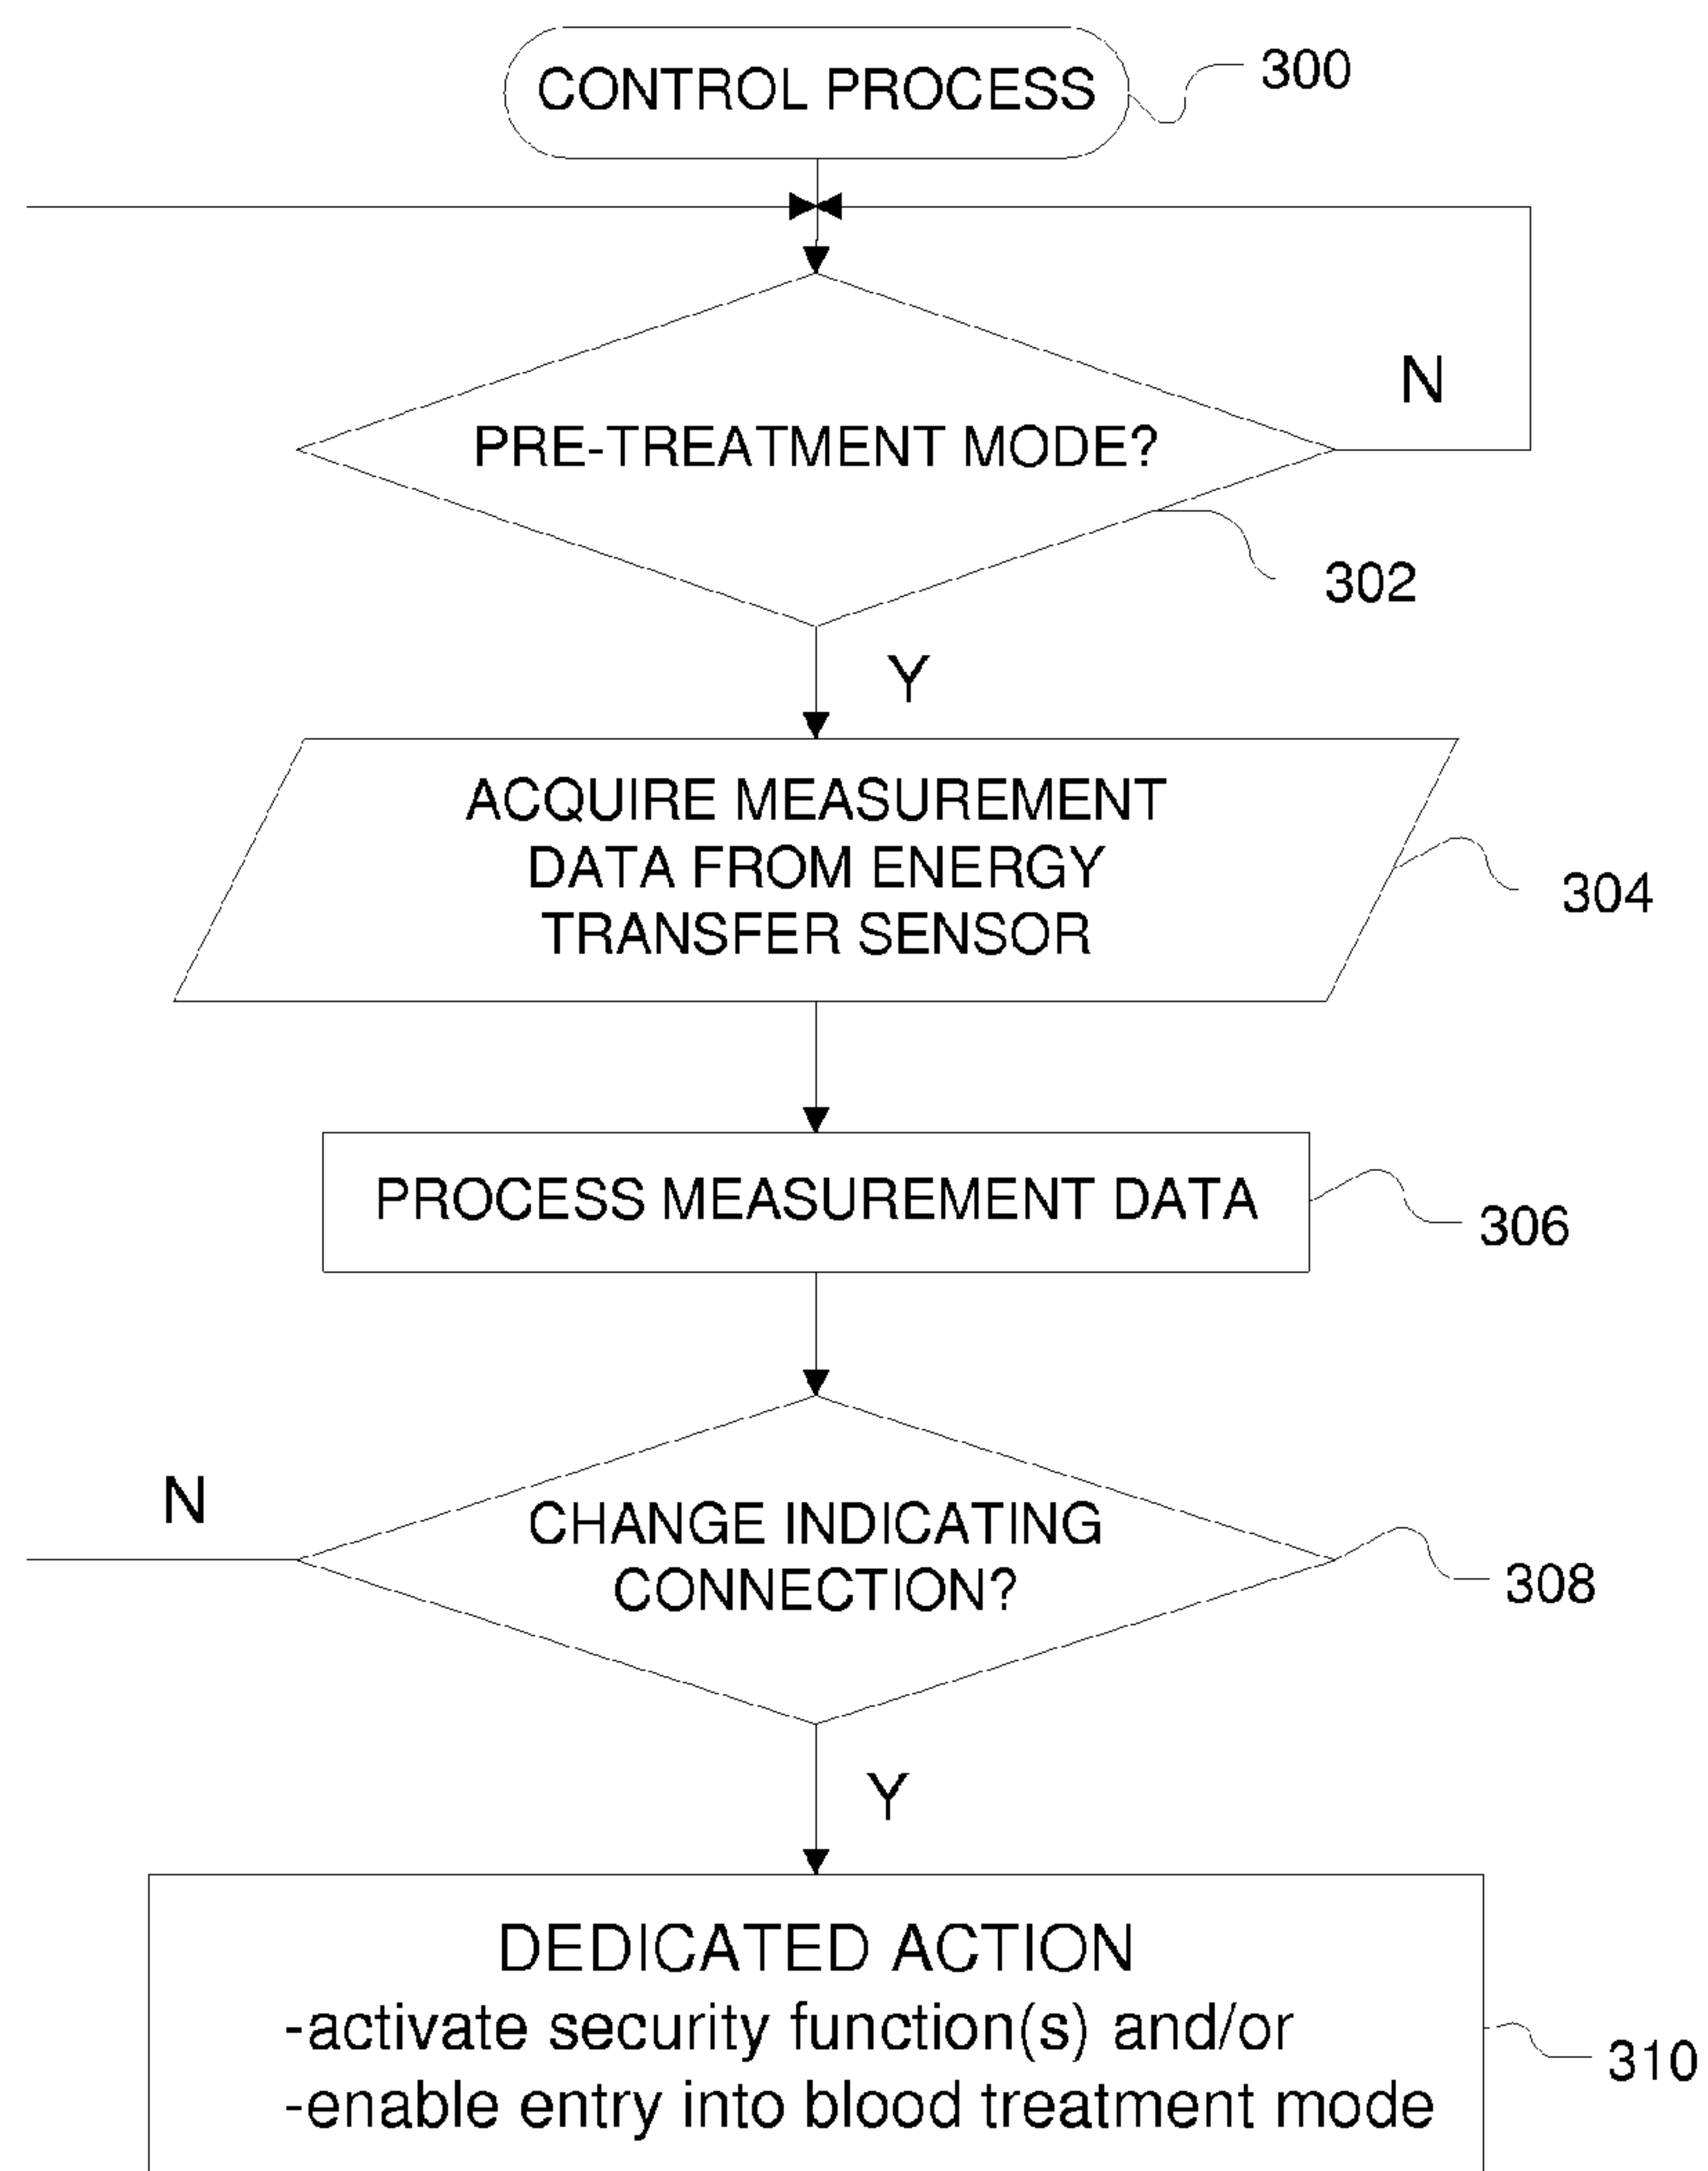 CONTROL PROCESS
300
N
PRE-TREATMENT MODE?
302
Y
ACQUIRE MEASUREMENT
DATA FROM ENERGY
TRANSFER SENSOR
304
PROCESS MEASUREMENT DATA
306
N
CHANGE INDICATING
CONNECTION?
308
Y
DEDICATED ACTION
-activate security function(s) and/or
-enable entry into blood treatment mode
310